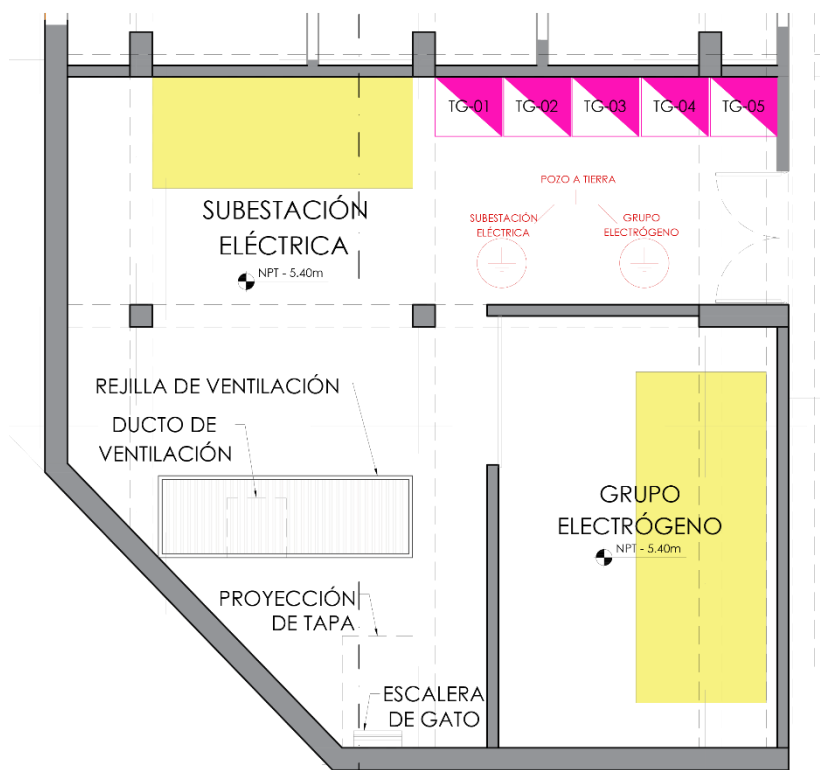 TG-01
TG-02
TG-03
TG-04
TG-05
POZO A TIERRA
SUBESTACIÓN
ELÉCTRICA
GRUPO
ELECTRÓGENO
SUBESTACIÓN
ELÉCTRICA
NPT - 5.40m
REJILLA DE VENTILACIÓN
DUCTO DE
VENTILACIÓN
GRUPO
ELECTRÓGENO
NPT - 5.40m
PROYECCIÓN
DE TAPA
ESCALERA
DE GATO